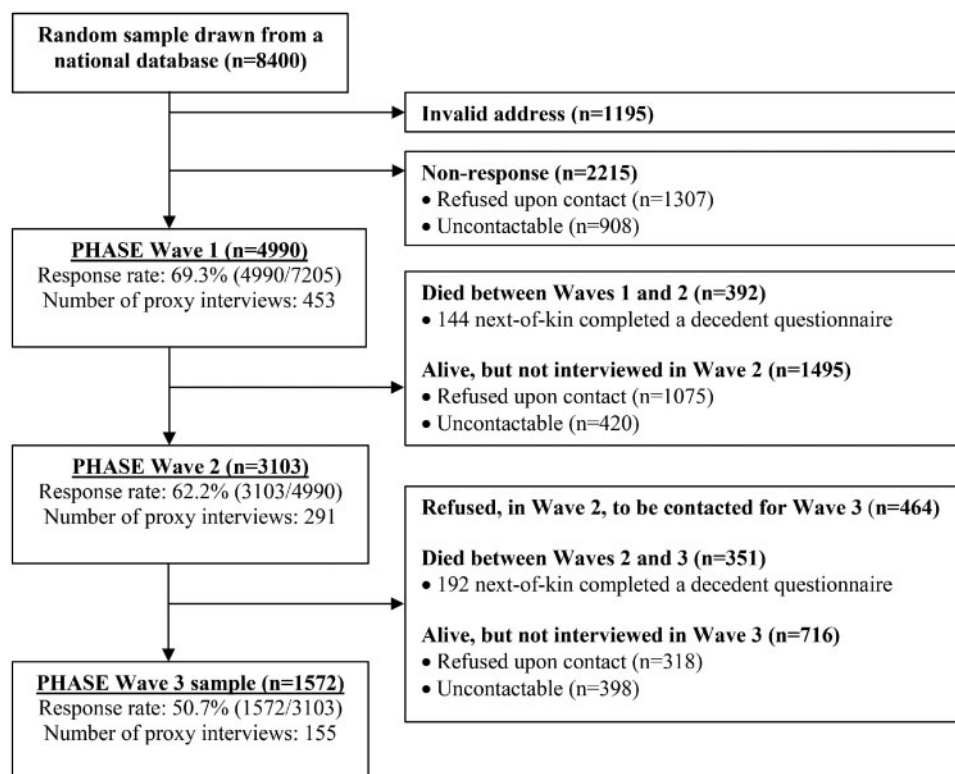 Random sample drawn from a
national database (n=8400)
Invalid address (n=1195)
Non-response (n=2215)
• Refused upon contact (n=1307)
• Uncontactable (n=908)
PHASE Wave 1 (n=4990)
Response rate: 69.3% (4990/7205)
Number of proxy interviews: 453
Died between Waves 1 and 2 (n=392)
• 144 next-of-kin completed a decedent questionnaire
Alive, but not interviewed in Wave 2 (n=1495)
• Refused upon contact (n=1075)
• Uncontactable (n=420)
PHASE Wave 2 (n=3103)
Response rate: 62.2% (3103/4990)
Number of proxy interviews: 291
Refused, in Wave 2, to be contacted for Wave 3 (n=464)
Died between Waves 2 and 3 (n=351)
• 192 next-of-kin completed a decedent questionnaire
Alive, but not interviewed in Wave 3 (n=716)
• Refused upon contact (n=318)
• Uncontactable (n=398)
PHASE Wave 3 sample (n=1572)
Response rate: 50.7% (1572/3103)
Number of proxy interviews: 155